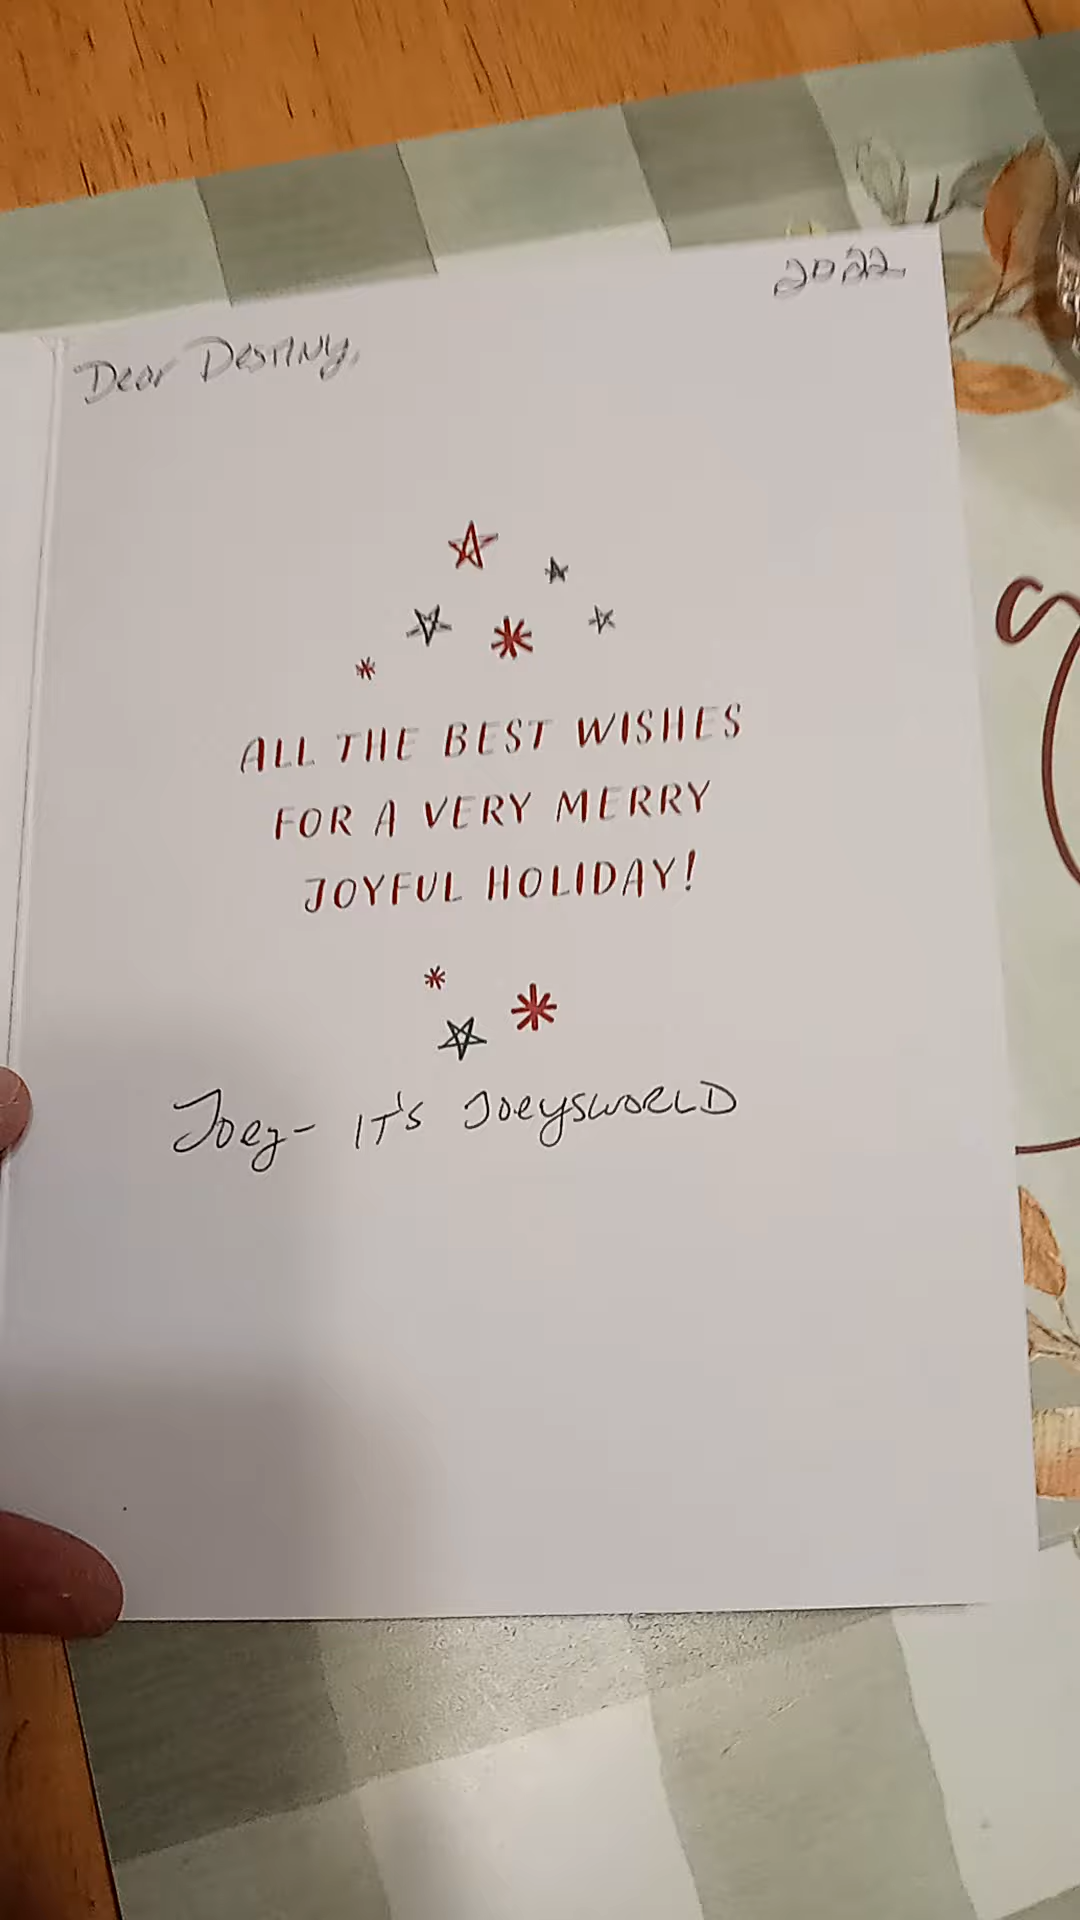 2022
Dear Destiny,
ALL THE BEST WISHES
FOR A VERY MERRY
JOYFUL HOLIDAY!
Joey- IT'S JOEYSWORLD